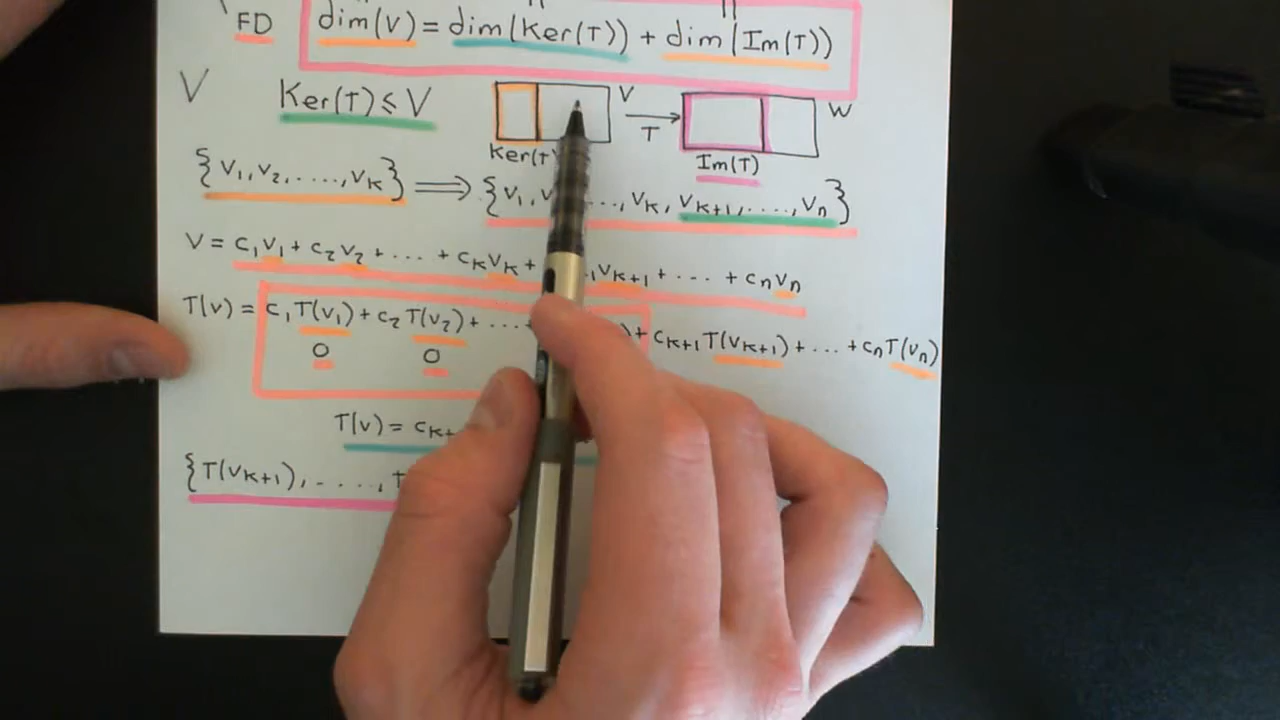 FD dim(V) = dim(Ker(T)) + dim(Im(T))
V Ker(T) ≤ V
V T W
Ker(T) Im(T)
{V1, V2, ...., VK} ⟹ {V1, V ..., VK, VK+1, ...., Vn}
V = C1V1 + C2V2 + .... + CKVK + 1VK+1 + ... + CnVn
T(v) = C1T(V1) + C2T(V2) + .... ) + CK+1T(VK+1) + ... + CnT(Vn)
0 0
T(v) = CK+
{T(VK+1), ....,